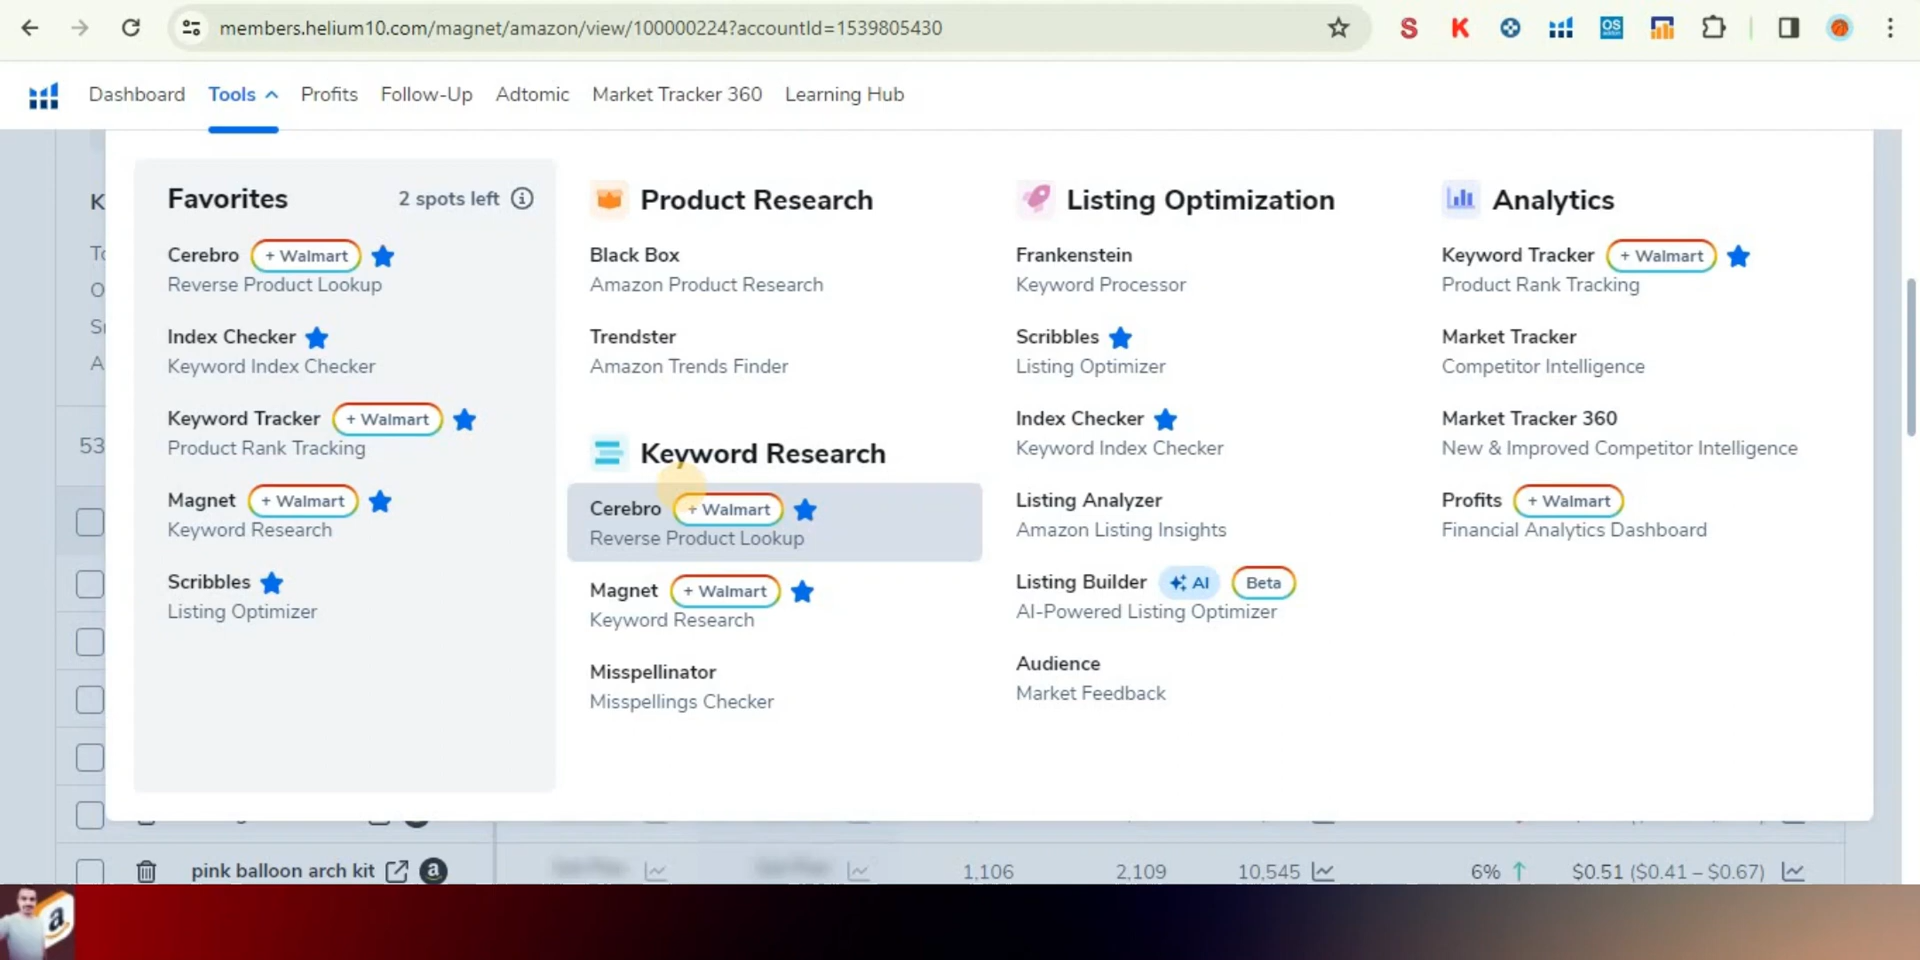 members.helium10.com/magnet/amazon/view/100000224?accountId=1539805430
S K OS
Dashboard Tools Profits Follow-Up Adtomic Market Tracker 360 Learning Hub
Favorites 2 spots left
Cerebro + Walmart
Reverse Product Lookup
Index Checker
Keyword Index Checker
Keyword Tracker + Walmart
Product Rank Tracking
Magnet + Walmart
Keyword Research
Scribbles
Listing Optimizer
Product Research
Black Box
Amazon Product Research
Trendster
Amazon Trends Finder
Keyword Research
Cerebro + Walmart
Reverse Product Lookup
Magnet + Walmart
Keyword Research
Misspellinator
Misspellings Checker
Listing Optimization
Frankenstein
Keyword Processor
Scribbles
Listing Optimizer
Index Checker
Keyword Index Checker
Listing Analyzer
Amazon Listing Insights
Listing Builder AI Beta
AI-Powered Listing Optimizer
Audience
Market Feedback
Analytics
Keyword Tracker + Walmart
Product Rank Tracking
Market Tracker
Competitor Intelligence
Market Tracker 360
New & Improved Competitor Intelligence
Profits + Walmart
Financial Analytics Dashboard
K
53
pink balloon arch kit a 1,106 2,109 10,545 6% $0.51 ($0.41 – $0.67)
a